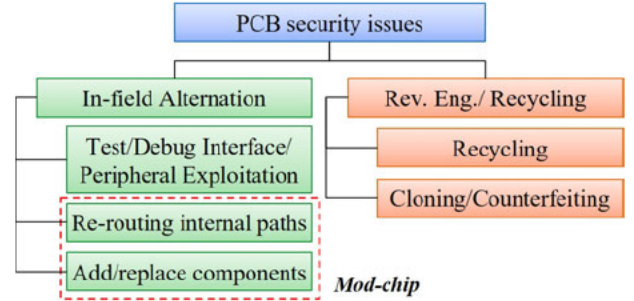 PCB security issues
In-field Alternation
Test/Debug Interface/
Peripheral Exploitation
Re-routing internal paths
Add/replace components
Mod-chip
Rev. Eng./ Recycling
Recycling
Cloning/Counterfeiting